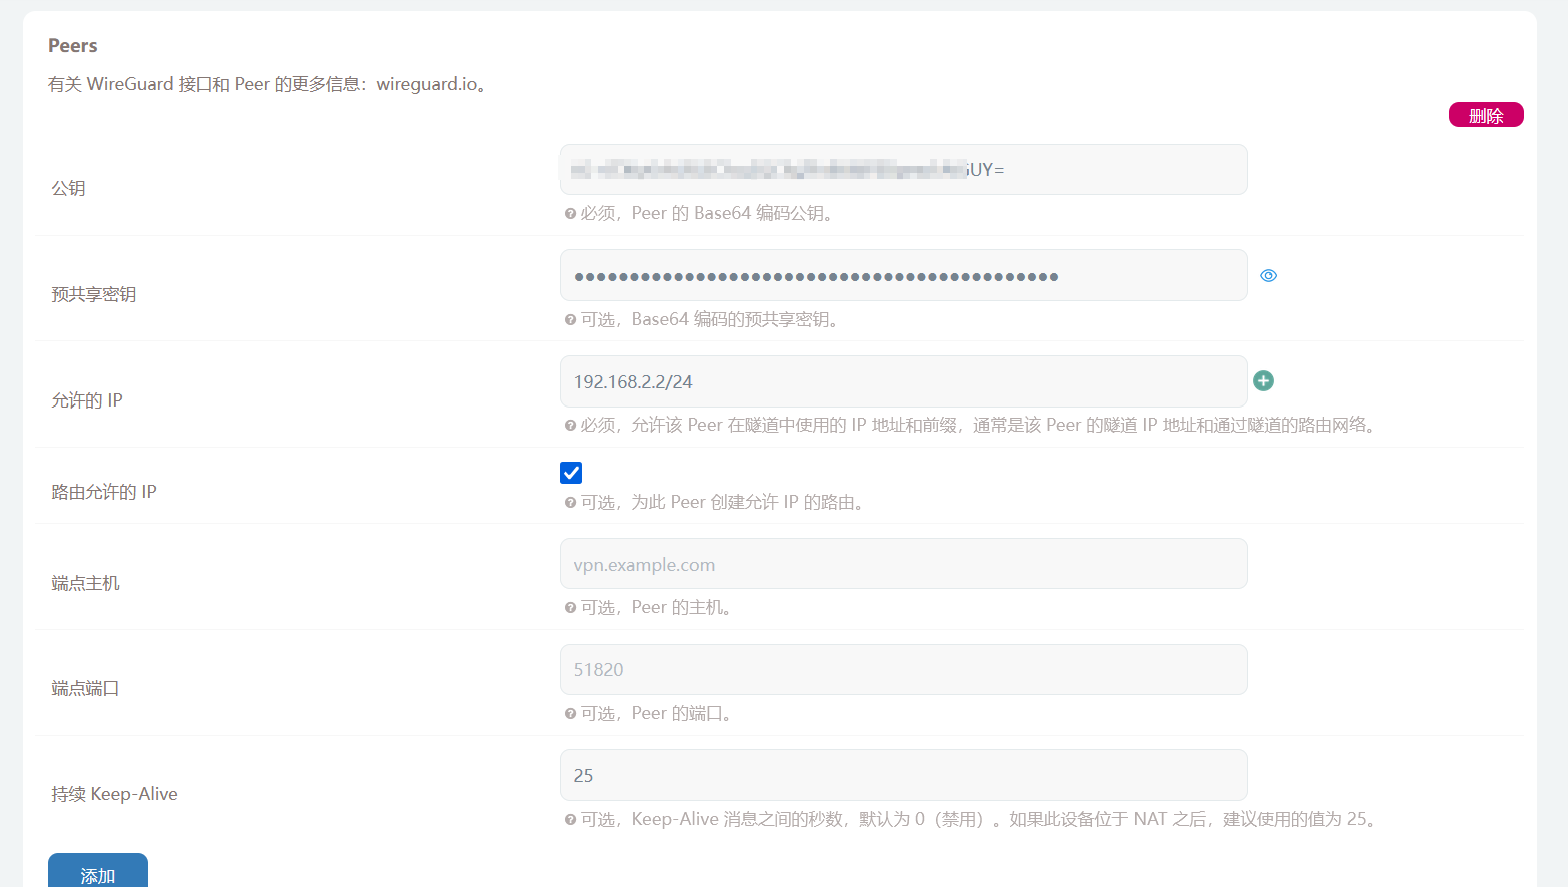 Peers
有关 WireGuard 接口和 Peer 的更多信息：wireguard.io。
删除
公钥
GUY=
必须，Peer 的 Base64 编码公钥。
预共享密钥
●●●●●●●●●●●●●●●●●●●●●●●●●●●●●●●●●●●●●●●●●●●●
可选，Base64 编码的预共享密钥。
允许的 IP
192.168.2.2/24
必须，允许该 Peer 在隧道中使用的 IP 地址和前缀，通常是该 Peer 的隧道 IP 地址和通过隧道的路由网络。
路由允许的 IP
可选，为此 Peer 创建允许 IP 的路由。
端点主机
vpn.example.com
可选，Peer 的主机。
端点端口
51820
可选，Peer 的端口。
持续 Keep-Alive
25
可选，Keep-Alive 消息之间的秒数，默认为 0（禁用）。如果此设备位于 NAT 之后，建议使用的值为 25。
添加